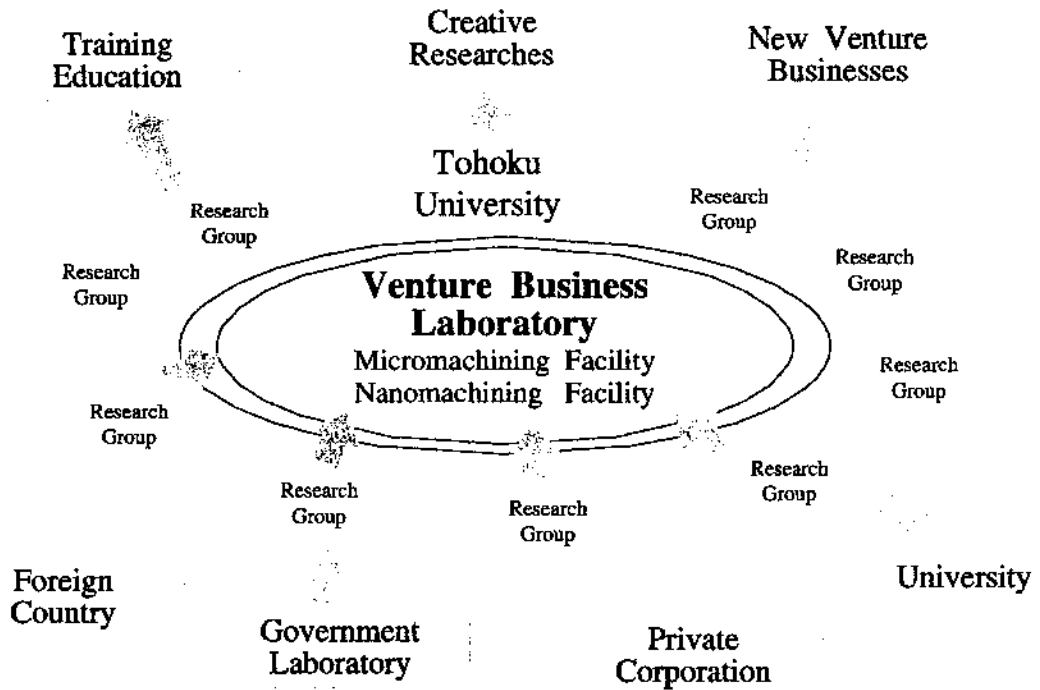 Training
Education
Creative
Researches
New Venture
Businesses
Tohoku
University
Research
Group
Research
Group
Research
Group
Research
Group
Venture Business
Laboratory
Micromachining Facility
Nanomachining Facility
Research
Group
Research
Group
Research
Group
Research
Group
Research
Group
Foreign
Country
University
Government
Laboratory
Private
Corporation